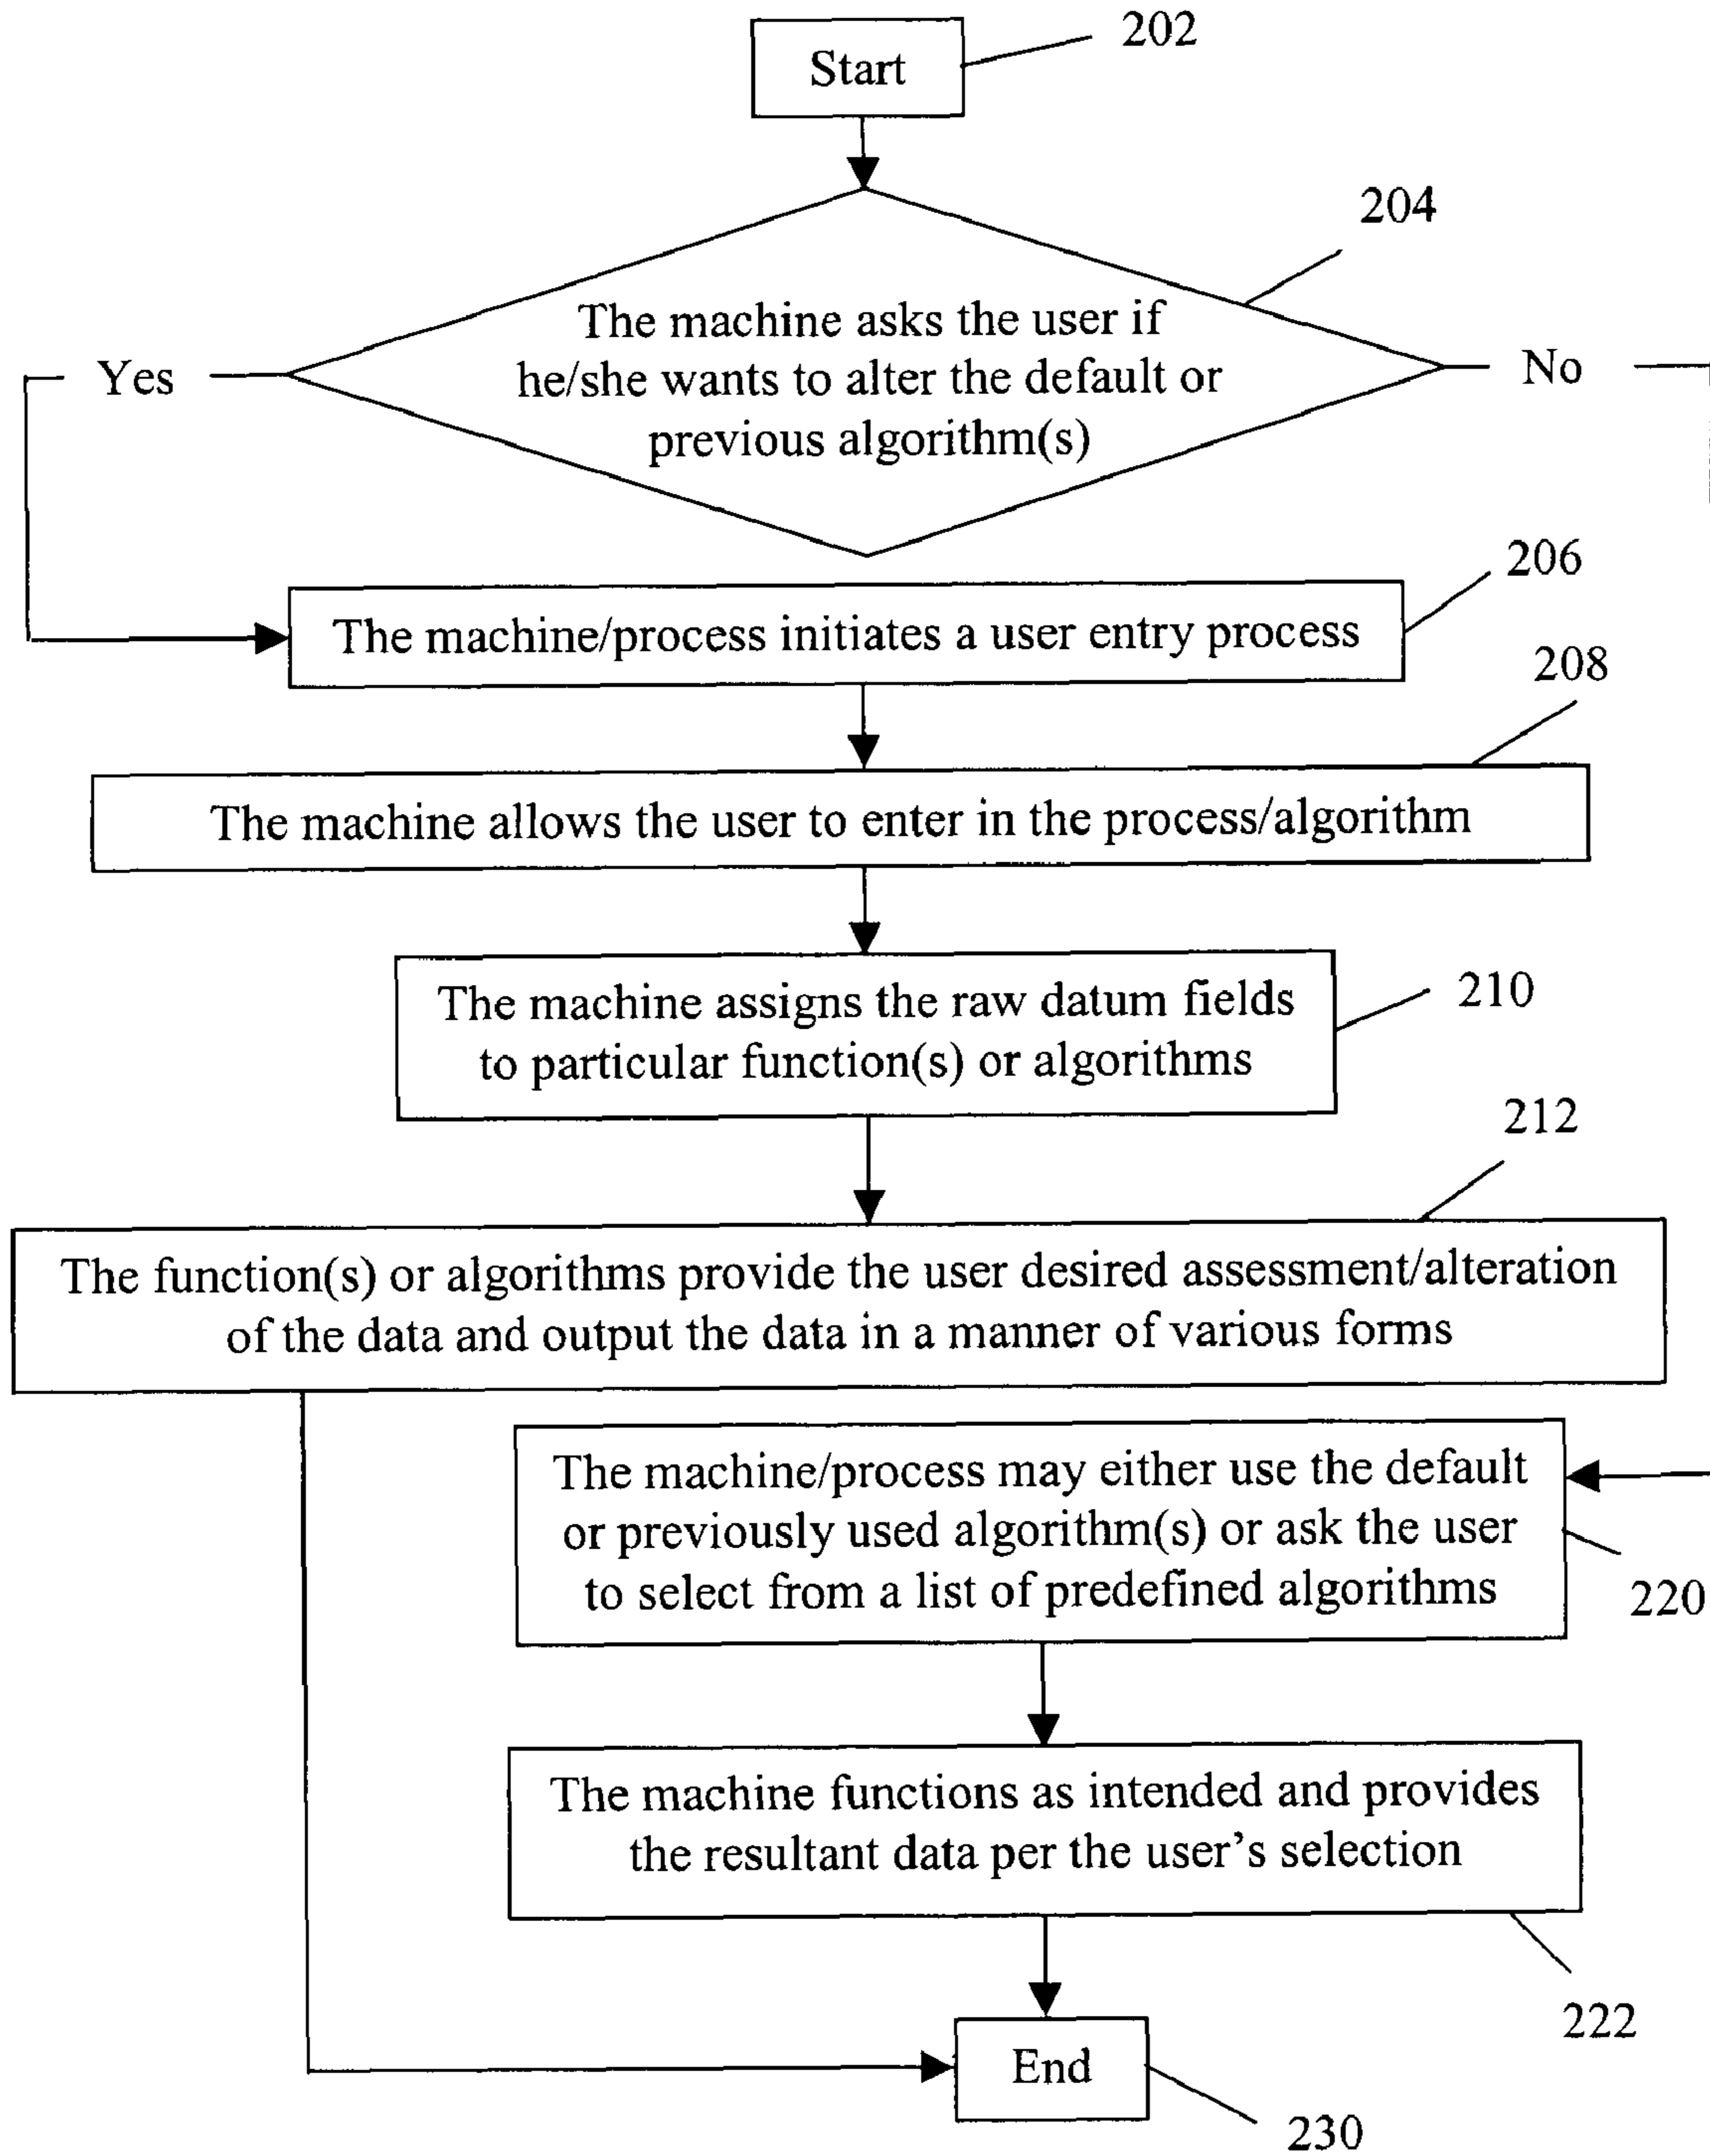 202
Start
204
The machine asks the user if
he/she wants to alter the default or
previous algorithm(s)
Yes
No
206
The machine/process initiates a user entry process
208
The machine allows the user to enter in the process/algorithm
The machine assigns the raw datum fields
to particular function(s) or algorithms
210
212
The function(s) or algorithms provide the user desired assessment/alteration
of the data and output the data in a manner of various forms
The machine/process may either use the default
or previously used algorithm(s) or ask the user
to select from a list of predefined algorithms
220
The machine functions as intended and provides
the resultant data per the user's selection
222
End
230